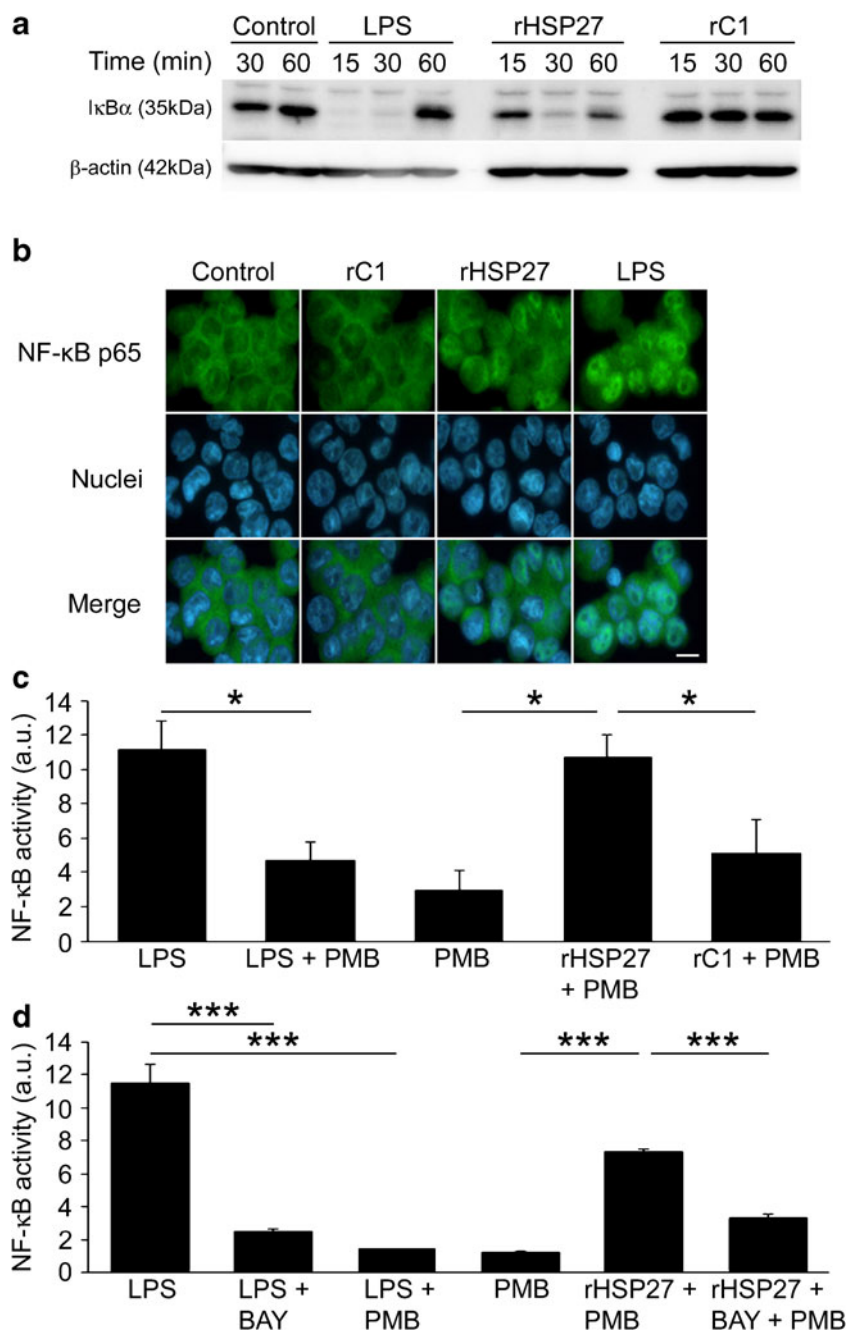 a
Control LPS rHSP27 rC1
Time (min) 30 60 15 30 60 15 30 60 15 30 60
IκBα (35kDa)
β-actin (42kDa)
b
Control rC1 rHSP27 LPS
NF-κB p65
Nuclei
Merge
c
NF-κB activity (a.u.)
14
12
10
8
6
4
2
0
* * *
LPS LPS + PMB PMB rHSP27 rC1 + PMB
+ PMB
d
NF-κB activity (a.u.)
14
12
10
8
6
4
2
0
***
*** *** ***
LPS LPS + LPS + PMB rHSP27 + rHSP27 +
BAY PMB PMB BAY + PMB